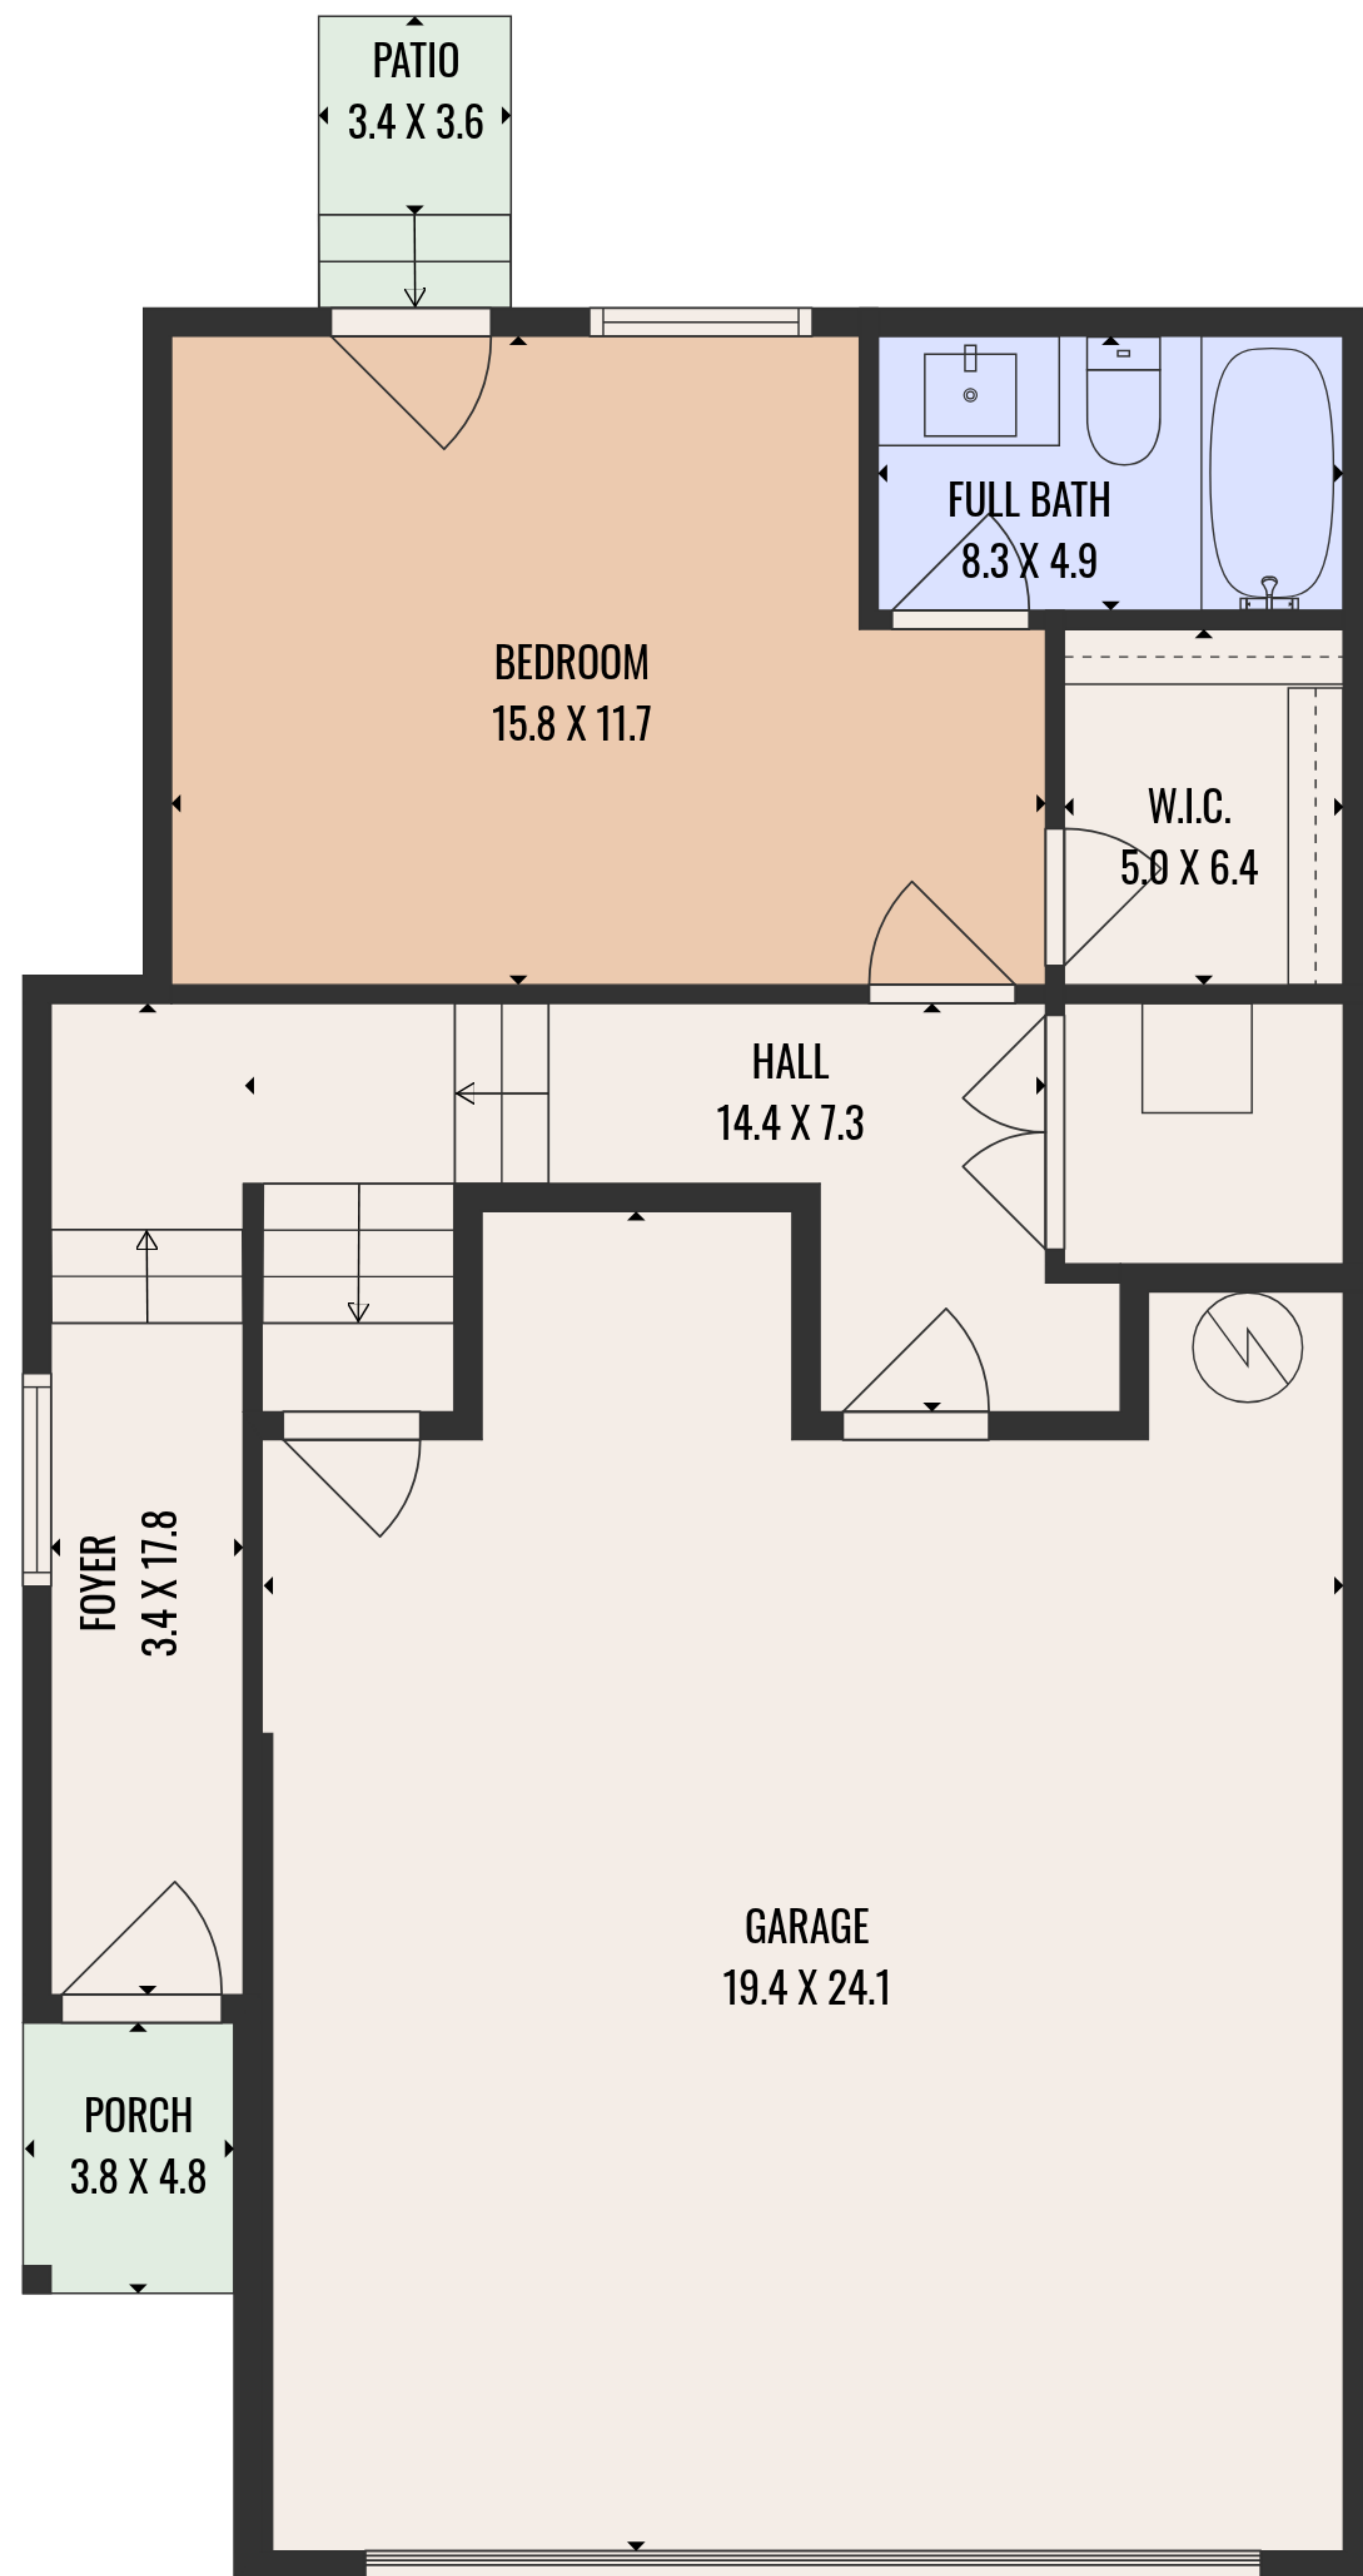 PATIO
3.4 X 3.6
FULL BATH
8.3 X 4.9
BEDROOM
15.8 X 11.7
W.I.C.
5.0 X 6.4
HALL
14.4 X 7.3
FOYER
3.4 X 17.8
GARAGE
19.4 X 24.1
PORCH
3.8 X 4.8